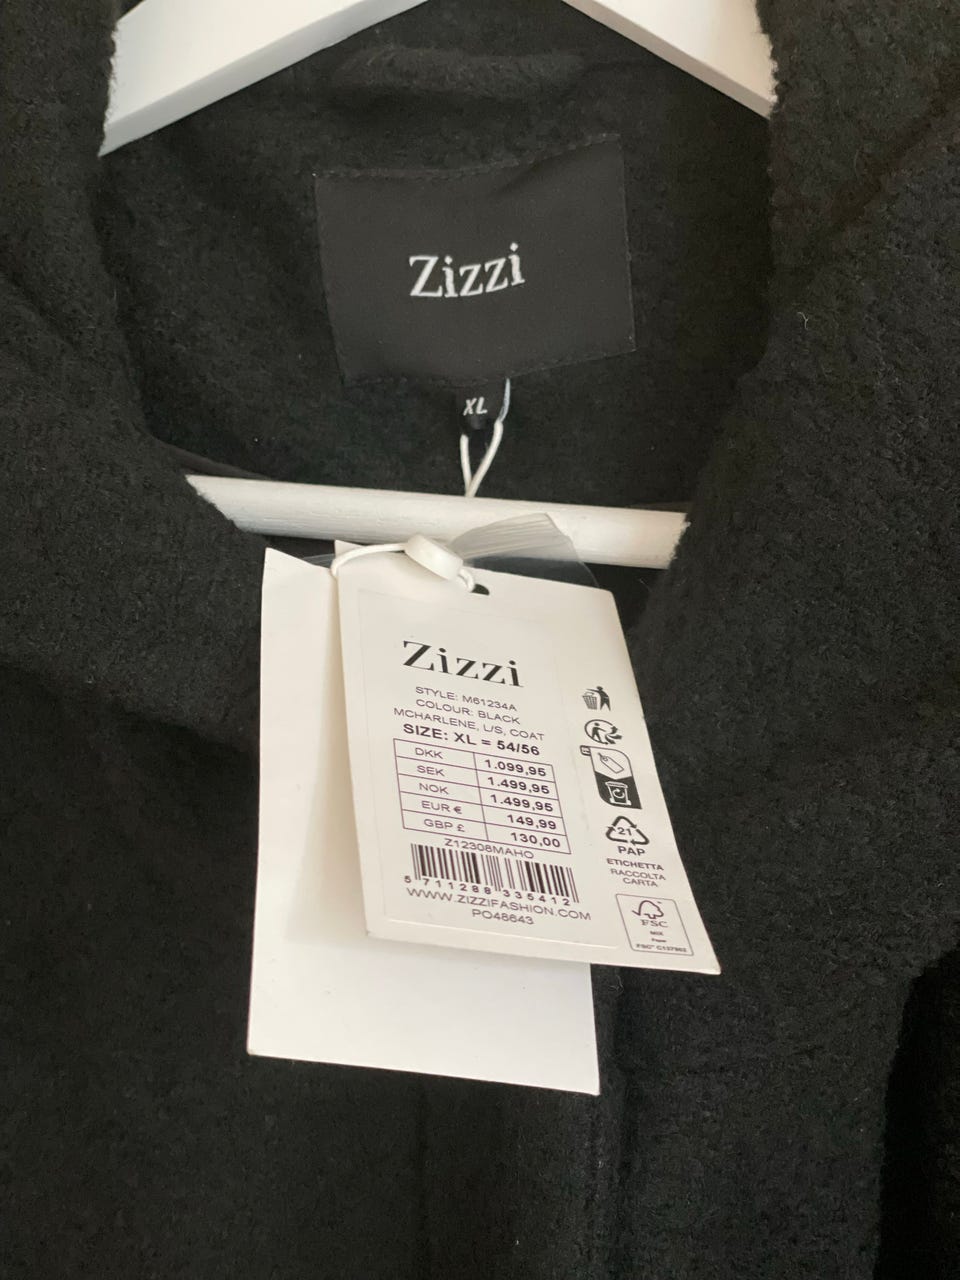 Zizzi
XL
Zizzi
STYLE: M61234A
COLOUR: BLACK
MCHARLENE, L/S, COAT
SIZE: XL = 54/56
DKK 1.099,95
SEK 1.499,95
NOK 1.499,95
EUR € 149,99
GBP £ 130,00
Z12308MAHO
5 711288 335412
WWW.ZIZZIFASHION.COM
PO48643
21
PAP
ETICHETTA
RACCOLTA
CARTA
FSC
MIX
Paper